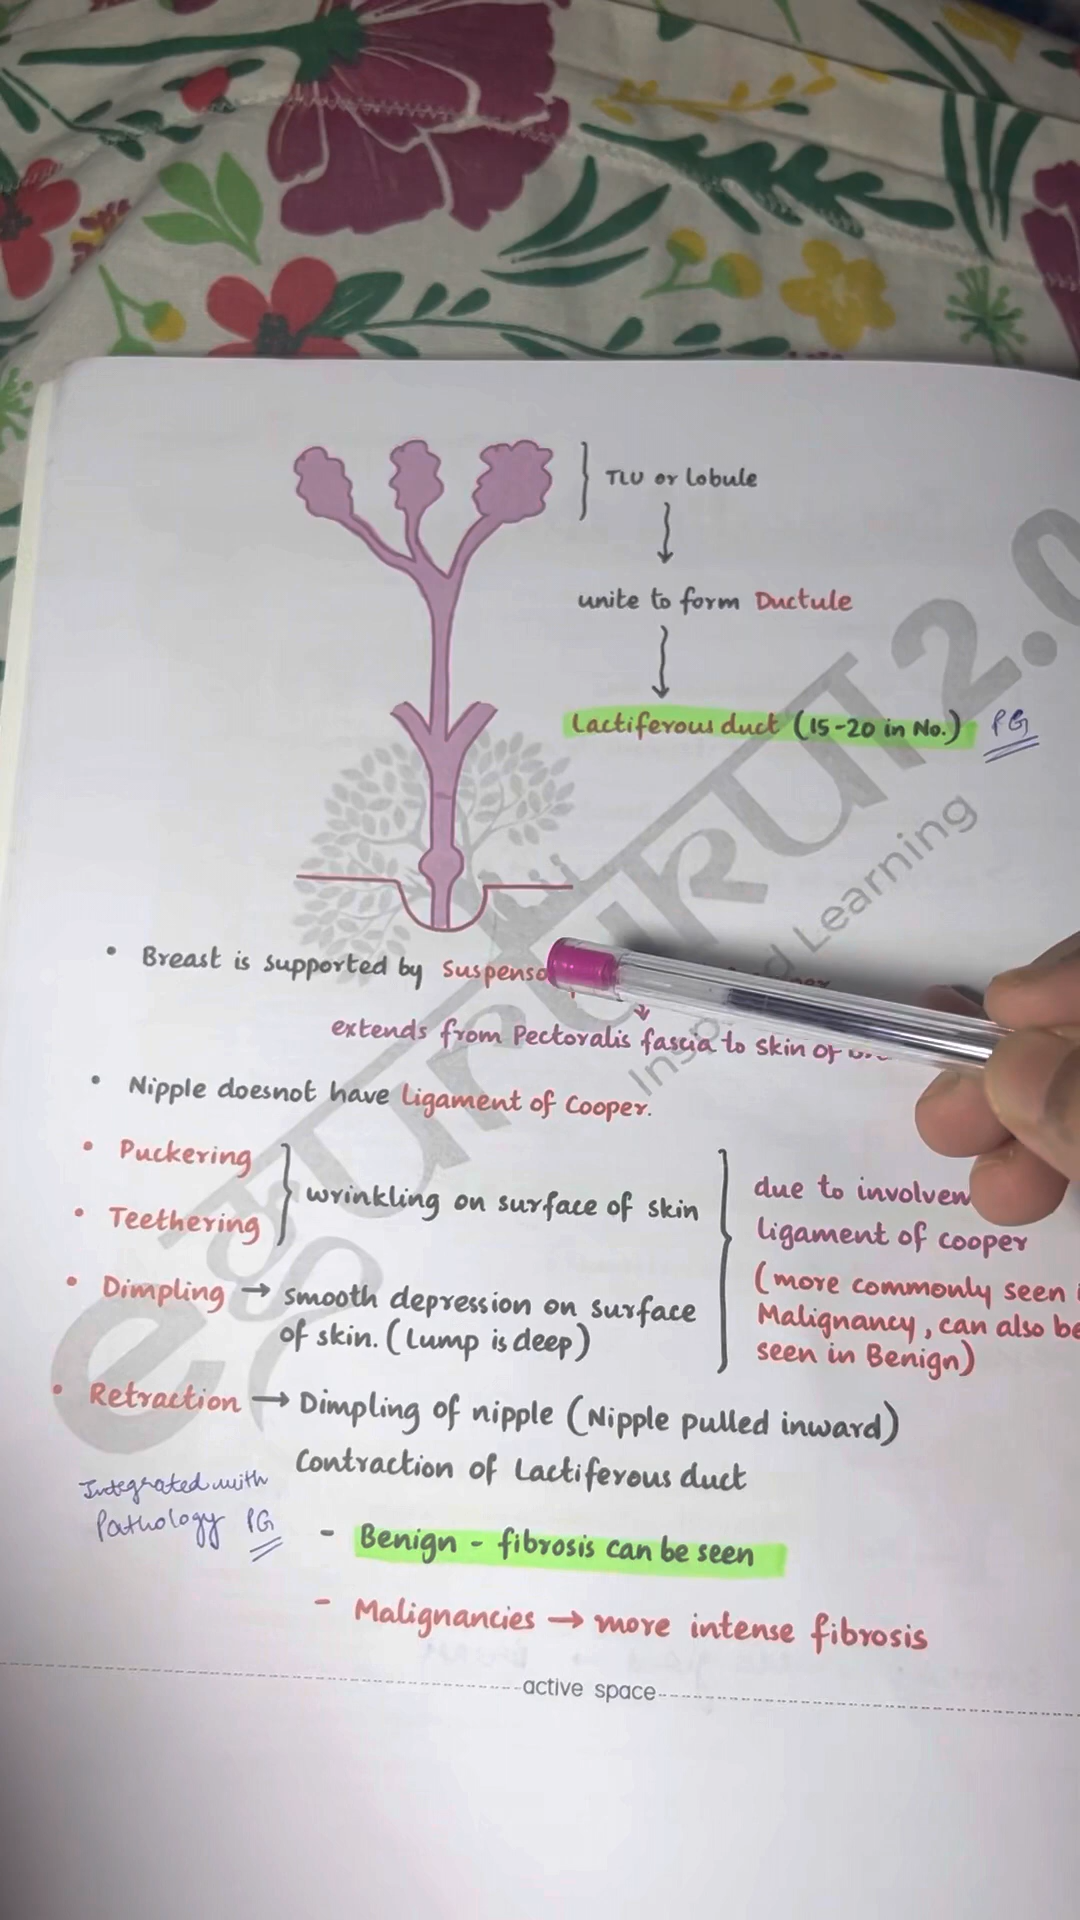 TLU or Lobule
unite to form Ductule
Lactiferous duct (15-20 in No.) PG
• Breast is supported by Suspenso
extends from Pectoralis fascia to skin of
• Nipple doesnot have Ligament of Cooper.
• Puckering
• Teethering
wrinkling on surface of skin
• Dimpling → smooth depression on surface
of skin. (Lump is deep)
due to involvem
ligament of cooper
(more commonly seen
Malignancy, can also be
seen in Benign)
• Retraction → Dimpling of nipple (Nipple pulled inward)
Contraction of Lactiferous duct
Integrated with
Pathology PG
- Benign - fibrosis can be seen
- Malignancies → more intense fibrosis
active space
eगुरुकुल 2.0
Learning